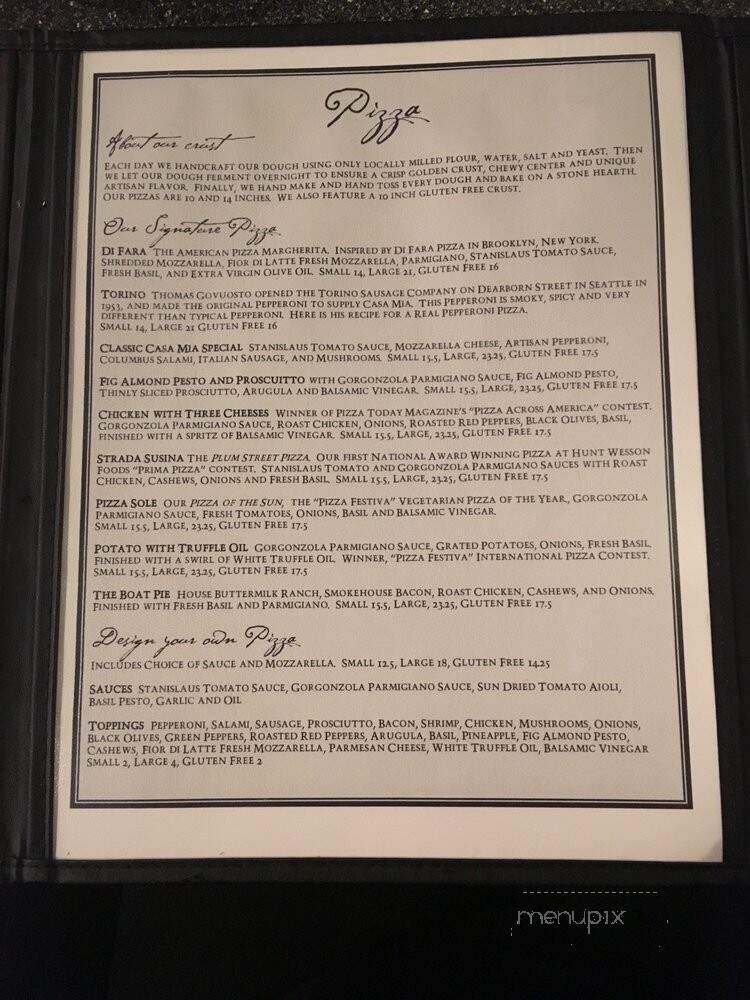 Pizza
About our crust
Each day we handcraft our dough using only locally milled flour, water, salt and yeast. Then
we let our dough ferment overnight to ensure a crisp golden crust, chewy center and unique
artisan flavor. Finally, we hand make and hand toss every dough and bake on a stone hearth.
Our pizzas are 10 and 14 inches. We also feature a 10 inch gluten free crust.
Our Signature Pizza
Di Fara The American Pizza Margherita. Inspired by Di Fara Pizza in Brooklyn, New York.
Shredded Mozzarella, Fior di Latte Fresh Mozzarella, Parmigiano, Stanislaus Tomato Sauce,
Fresh Basil, and Extra Virgin Olive Oil. Small 14, Large 21, Gluten Free 16
Torino Thomas Govuosto opened the Torino Sausage Company on Dearborn Street in Seattle in
1953, and made the original Pepperoni to supply Casa Mia. This Pepperoni is smoky, spicy and very
different than typical Pepperoni. Here is his recipe for a Real Pepperoni Pizza.
Small 14, Large 21 Gluten Free 16
Classic Casa Mia Special Stanislaus Tomato Sauce, Mozzarella Cheese, Artisan Pepperoni,
Columbus Salami, Italian Sausage, and Mushrooms. Small 15.5, Large, 23.25, Gluten Free 17.5
Fig Almond Pesto and Proscuitto with Gorgonzola Parmigiano Sauce, Fig Almond Pesto,
Thinly Sliced Prosciutto, Arugula and Balsamic Vinegar. Small 15.5, Large, 23.25, Gluten Free 17.5
Chicken with Three Cheeses Winner of Pizza Today Magazine's "Pizza Across America" contest.
Gorgonzola Parmigiano Sauce, Roast Chicken, Onions, Roasted Red Peppers, Black Olives, Basil,
finished with a spritz of Balsamic Vinegar. Small 15.5, Large, 23.25, Gluten Free 17.5
Strada Susina The Plum Street Pizza. Our first National Award Winning Pizza at Hunt Wesson
Foods "Prima Pizza" contest. Stanislaus Tomato and Gorgonzola Parmigiano Sauces with Roast
Chicken, Cashews, Onions and Fresh Basil. Small 15.5, Large, 23.25, Gluten Free 17.5
Pizza Sole Our Pizza of the Sun, the "Pizza Festiva" Vegetarian Pizza of the Year., Gorgonzola
Parmigiano Sauce, Fresh Tomatoes, Onions, Basil and Balsamic Vinegar.
Small 15.5, Large, 23.25, Gluten Free 17.5
Potato with Truffle Oil Gorgonzola Parmigiano Sauce, Grated Potatoes, Onions, Fresh Basil.
Finished with a swirl of White Truffle Oil. Winner, "Pizza Festiva" International Pizza Contest.
Small 15.5, Large, 23.25, Gluten Free 17.5
The Boat Pie House Buttermilk Ranch, Smokehouse Bacon, Roast Chicken, Cashews, and Onions.
Finished with Fresh Basil and Parmigiano. Small 15.5, Large, 23.25, Gluten Free 17.5
Design your own Pizza
Includes Choice of Sauce and Mozzarella. Small 12.5, Large 18, Gluten Free 14.25
Sauces Stanislaus Tomato Sauce, Gorgonzola Parmigiano Sauce, Sun Dried Tomato Aioli,
Basil Pesto, Garlic and Oil
Toppings Pepperoni, Salami, Sausage, Prosciutto, Bacon, Shrimp, Chicken, Mushrooms, Onions,
Black Olives, Green Peppers, Roasted Red Peppers, Arugula, Basil, Pineapple, Fig Almond Pesto,
Cashews, Fior di Latte Fresh Mozzarella, Parmesan Cheese, White Truffle Oil, Balsamic Vinegar
Small 2, Large 4, Gluten Free 2
menupix